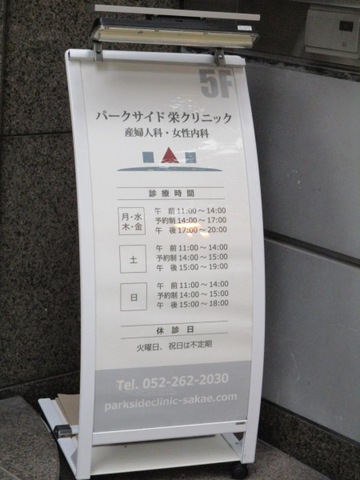 5F
パークサイド栄クリニック
産婦人科・女性内科
診療時間
月・水
木・金
午 前 11:00～14:00
予約制 14:00～17:00
午 後 17:00～20:00
土
午 前 11:00～14:00
予約制 14:00～15:00
午 後 15:00～19:00
日
午 前 11:00～14:00
予約制 14:00～15:00
午 後 15:00～18:00
休診日
火曜日、祝日は不定期
Tel. 052-262-2030
parksideclinic-sakae.com